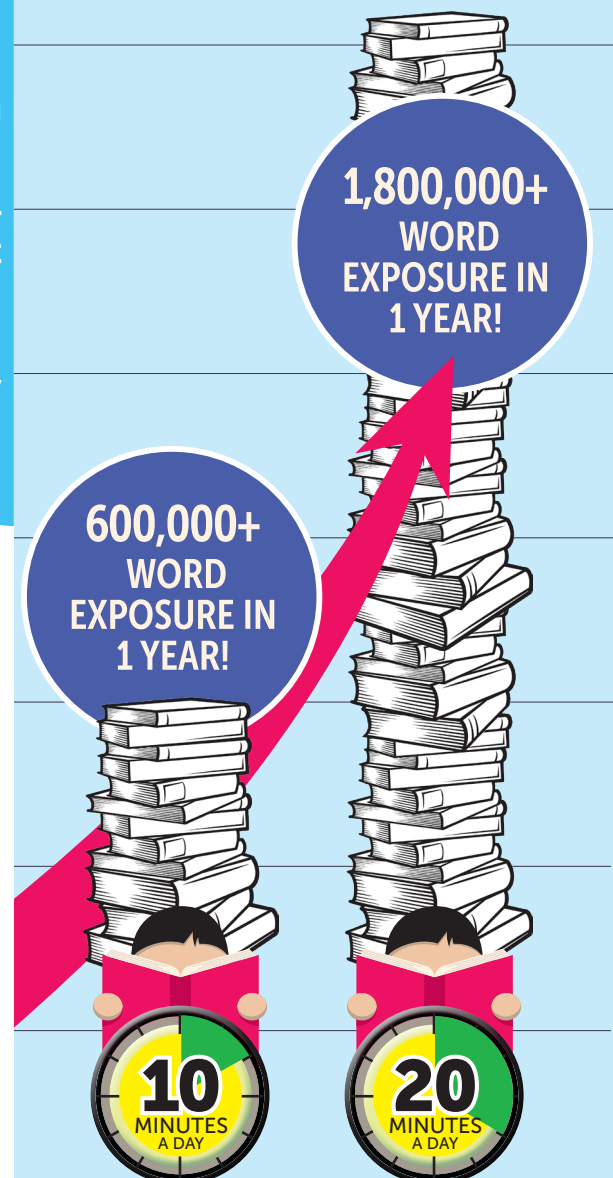 1,800,000+
WORD
EXPOSURE IN
1 YEAR!
600,000+
WORD
EXPOSURE IN
1 YEAR!
10
MINUTES
A DAY
20
MINUTES
A DAY